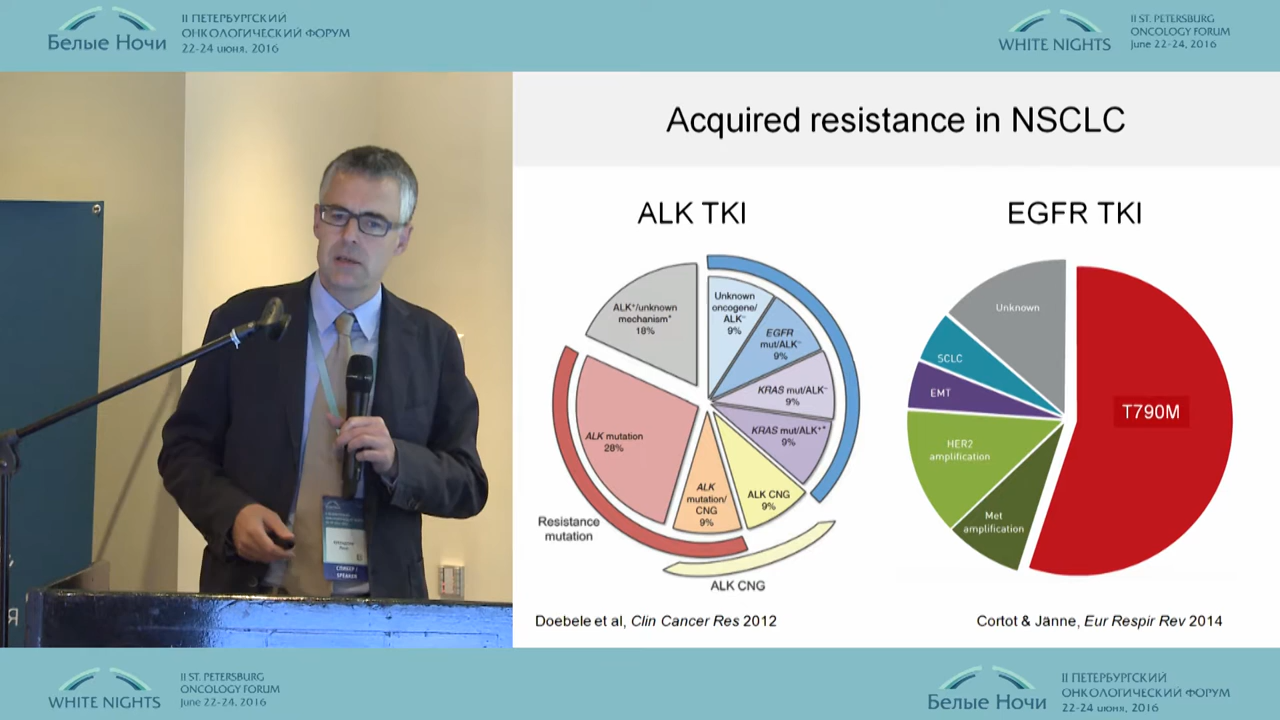 II ПЕТЕРБУРГСКИЙ
ОНКОЛОГИЧЕСКИЙ ФОРУМ
Белые Ночи
22-24 июня, 2016
II ST. PETERSBURG
ONCOLOGY FORUM
WHITE NIGHTS
June 22-24, 2016
Acquired resistance in NSCLC
ALK TKI
ALK+/unknown
mechanism*
18%
Unknown
oncogene/
ALK−
9%
EGFR
mut/ALK−
9%
KRAS mut/ALK−
9%
KRAS mut/ALK+*
9%
ALK CNG
9%
ALK
mutation/
CNG
9%
ALK mutation
28%
Resistance
mutation
ALK CNG
Doebele et al, Clin Cancer Res 2012
EGFR TKI
Unknown
SCLC
EMT
HER2
amplification
Met
amplification
T790M
Cortot & Jänne, Eur Respir Rev 2014
СПИКЕР /
SPEAKER
II ST. PETERSBURG
ONCOLOGY FORUM
WHITE NIGHTS
June 22-24, 2016
II ПЕТЕРБУРГСКИЙ
ОНКОЛОГИЧЕСКИЙ ФОРУМ
Белые Ночи
22-24 июня, 2016